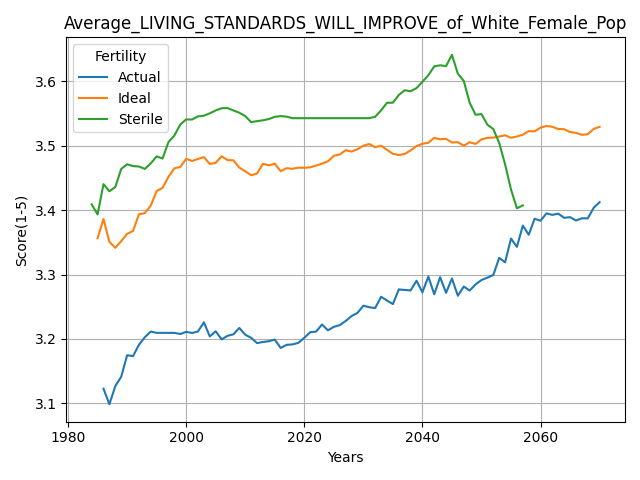 Average_LIVING_STANDARDS_WILL_IMPROVE_of_White_Female_Pop
Fertility
Actual
Ideal
Sterile
Score(1-5)
3.6
3.5
3.4
3.3
3.2
3.1
1980
2000
2020
2040
2060
Years